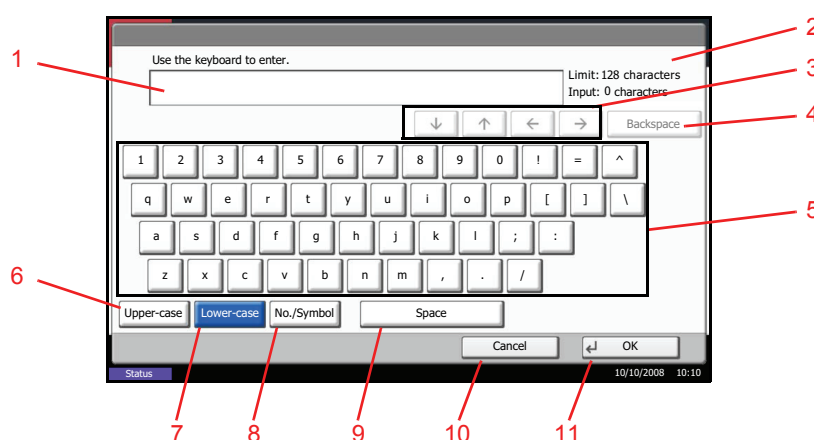 2
Use the keyboard to enter.
1
Limit: 128 characters
3
Input: 0 characters
↓ ↑ ← → Backspace
4
1 2 3 4 5 6 7 8 9 0 ! = ^
q w e r t y u i o p [ ] \
5
a s d f g h j k l ; :
z x c v b n m , . /
6
Upper-case Lower-case No./Symbol Space
Cancel ↵ OK
Status 10/10/2008 10:10
7 8 9 10 11